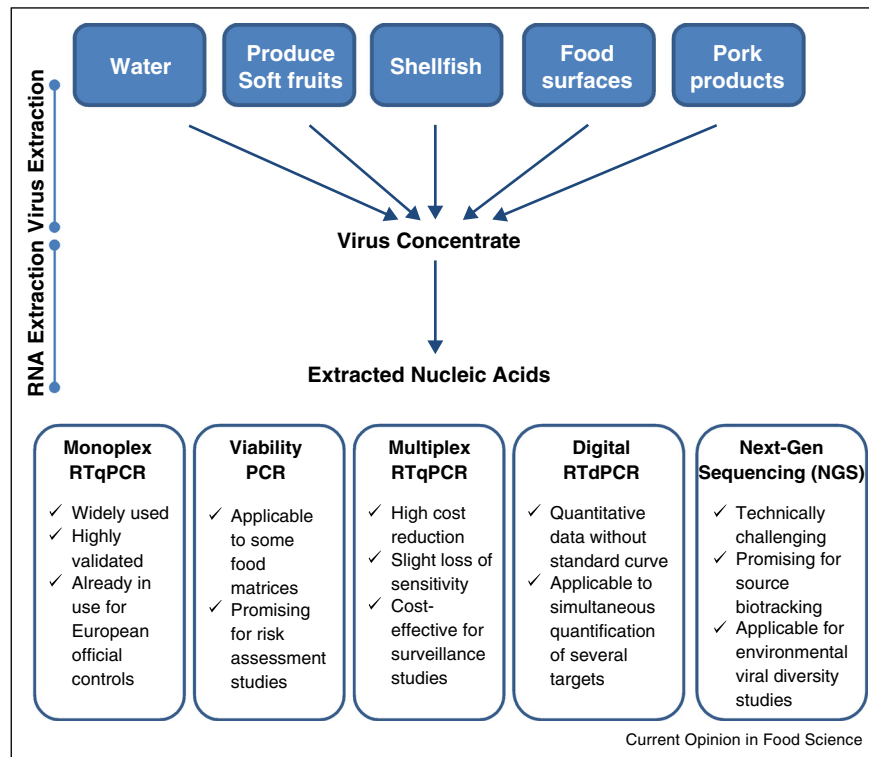 Water
Produce
Soft fruits
Shellfish
Food
surfaces
Pork
products
Virus Extraction
Virus Concentrate
RNA Extraction
Extracted Nucleic Acids
Monoplex
RTqPCR
✓ Widely used
✓ Highly
validated
✓ Already in
use for
European
official
controls
Viability
PCR
✓ Applicable
to some
food
matrices
✓ Promising
for risk
assessment
studies
Multiplex
RTqPCR
✓ High cost
reduction
✓ Slight loss of
sensitivity
✓ Cost-
effective for
surveillance
studies
Digital
RTdPCR
✓ Quantitative
data without
standard curve
✓ Applicable to
simultaneous
quantification
of several
targets
Next-Gen
Sequencing (NGS)
✓ Technically
challenging
✓ Promising for
source
biotracking
✓ Applicable for
environmental
viral diversity
studies
Current Opinion in Food Science